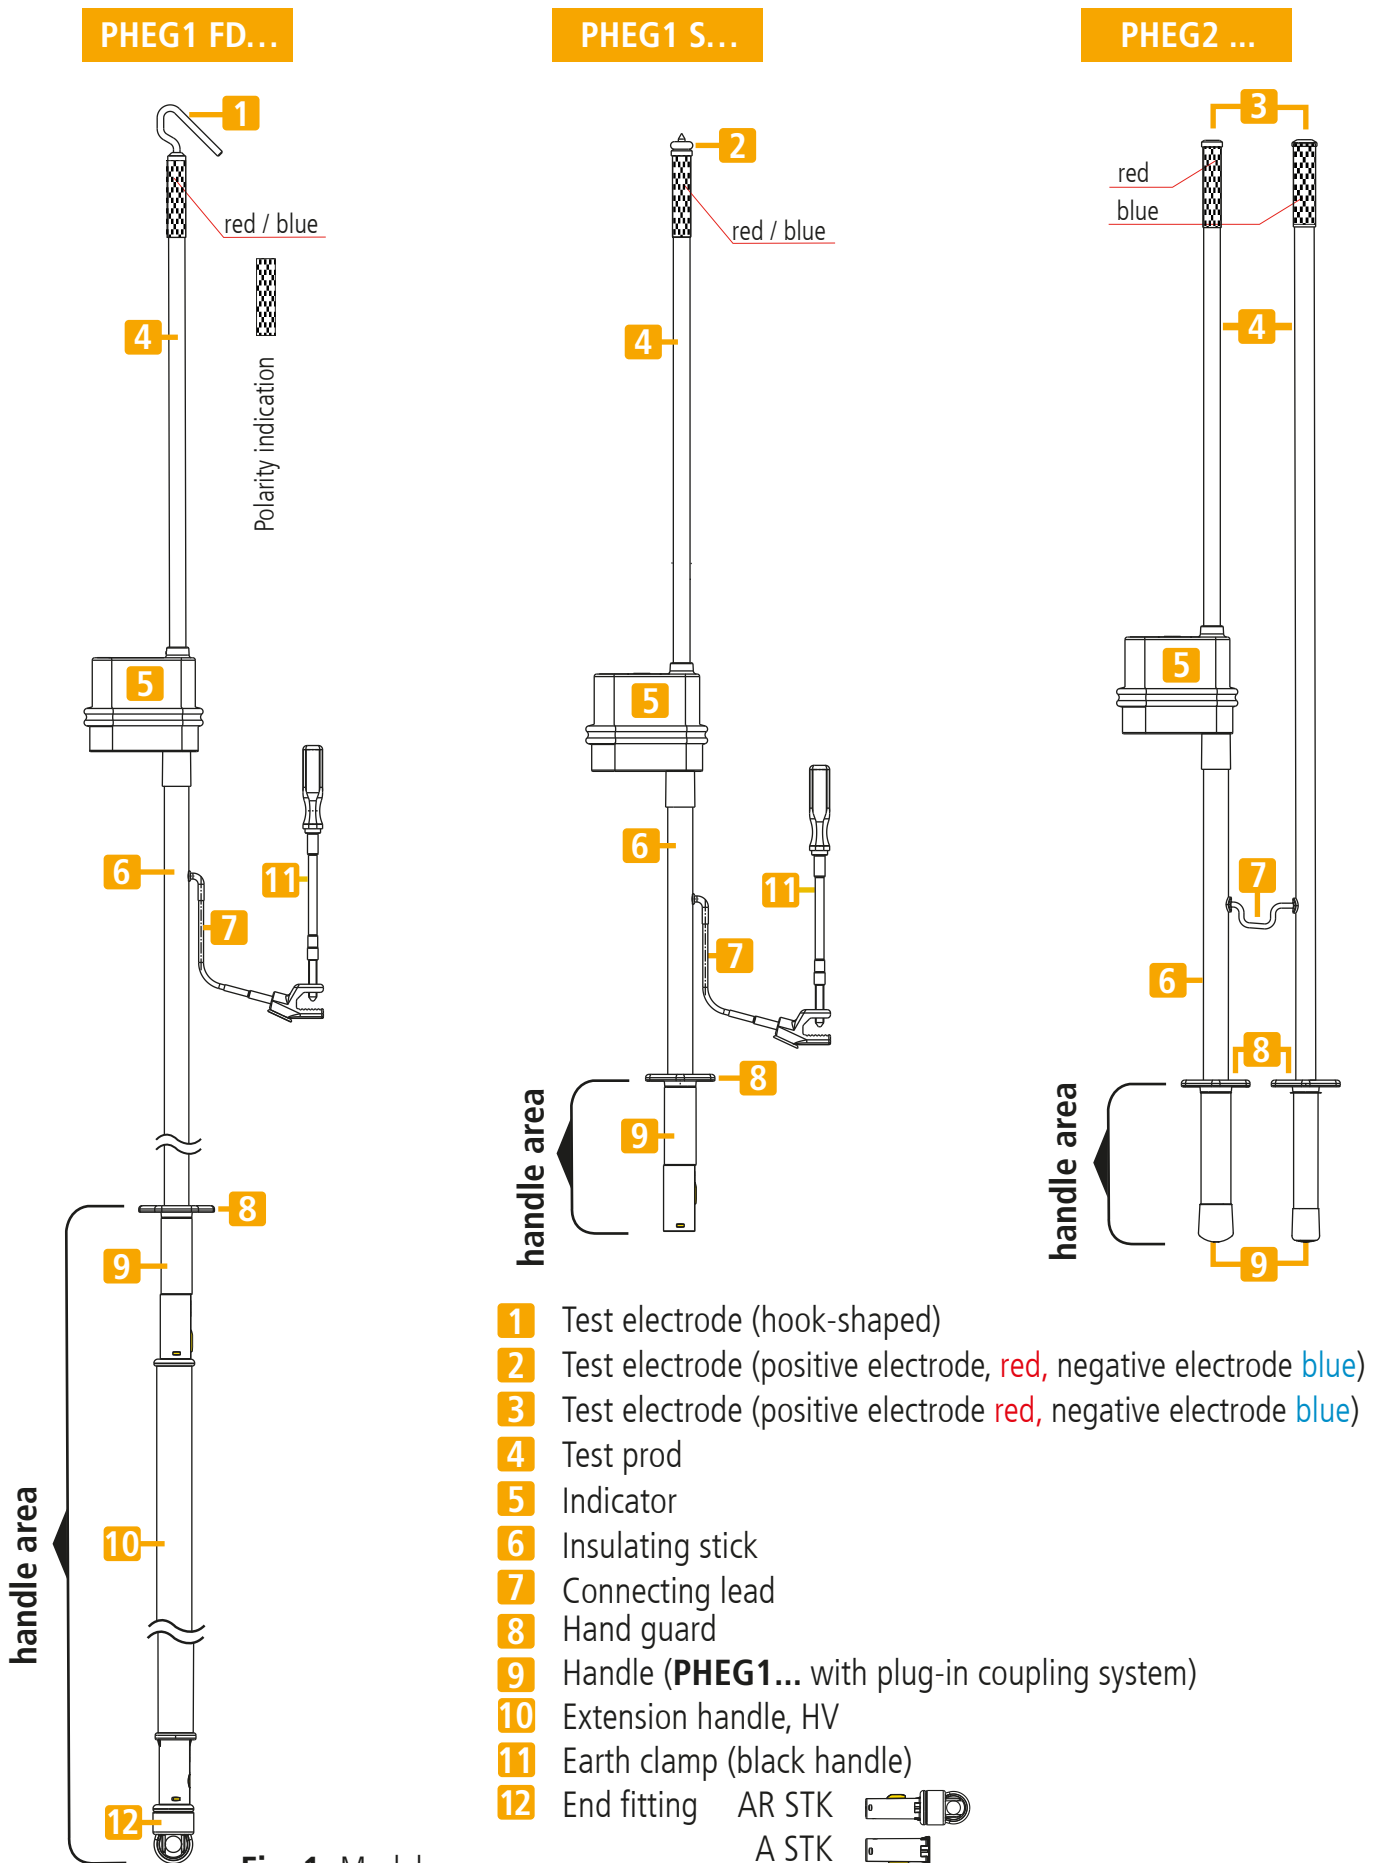 PHEG1 FD...
PHEG1 S...
PHEG2 ...
1
red / blue
Polarity indication
4
5
6
11
7
8
9
handle area
10
12
2
red / blue
4
5
6
11
7
8
handle area
9
3
red
blue
4
5
7
6
8
handle area
9
1 Test electrode (hook-shaped)
2 Test electrode (positive electrode, red, negative electrode blue)
3 Test electrode (positive electrode red, negative electrode blue)
4 Test prod
5 Indicator
6 Insulating stick
7 Connecting lead
8 Hand guard
9 Handle (PHEG1... with plug-in coupling system)
10 Extension handle, HV
11 Earth clamp (black handle)
12 End fitting AR STK
A STK